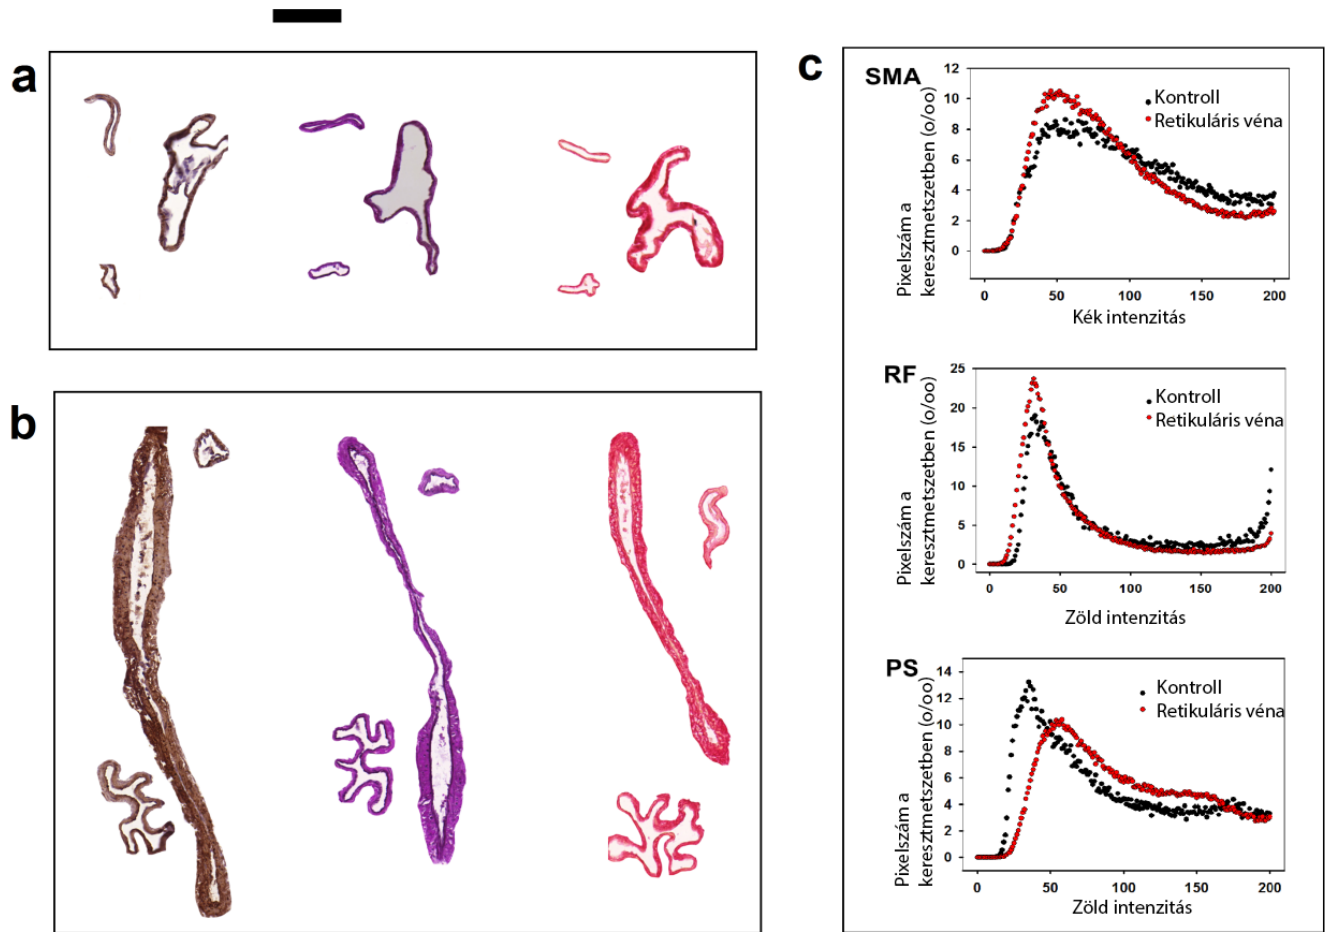 a
b
c
SMA
12
10
8
6
4
2
0
Pixelszám a
keresztmetszetben (o/oo)
Kontroll
Retikuláris véna
0 50 100 150 200
Kék intenzitás
RF
25
20
15
10
5
0
Pixelszám a
keresztmetszetben (o/oo)
Kontroll
Retikuláris véna
0 50 100 150 200
Zöld intenzitás
PS
14
12
10
8
6
4
2
0
Pixelszám a
keresztmetszetben (o/oo)
Kontroll
Retikuláris véna
0 50 100 150 200
Zöld intenzitás